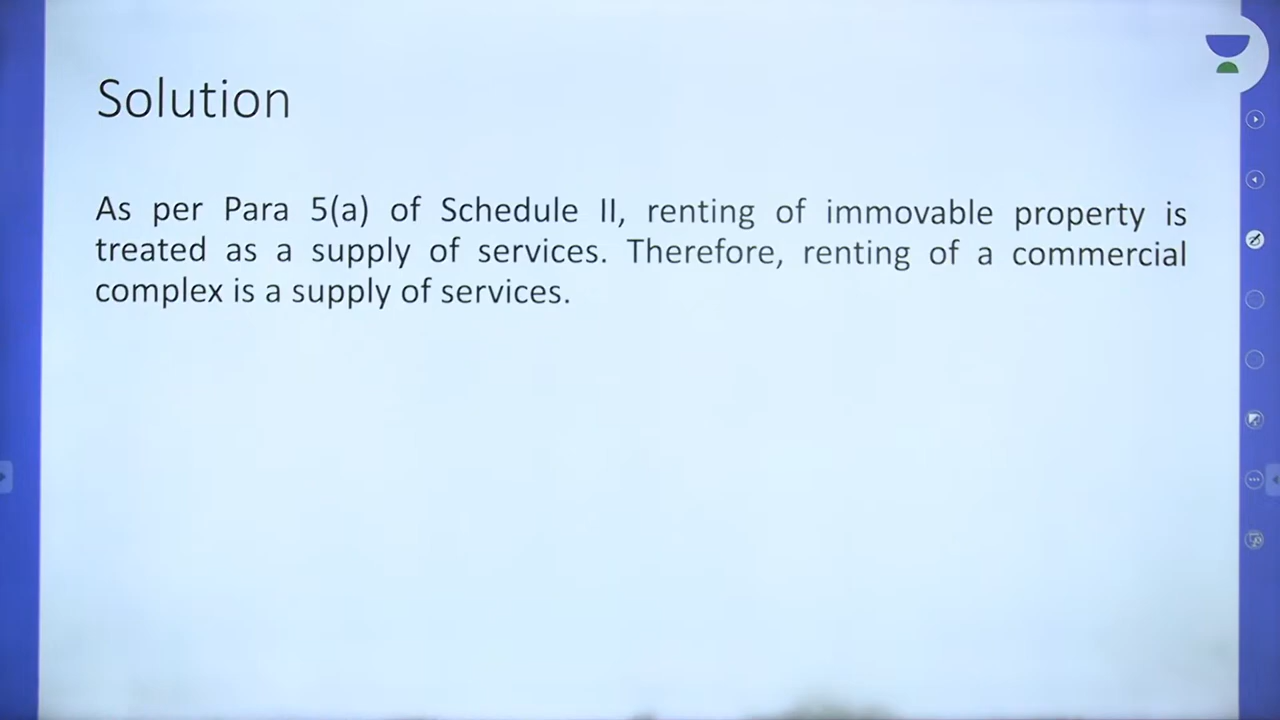 Solution
As per Para 5(a) of Schedule II, renting of immovable property is
treated as a supply of services. Therefore, renting of a commercial
complex is a supply of services.